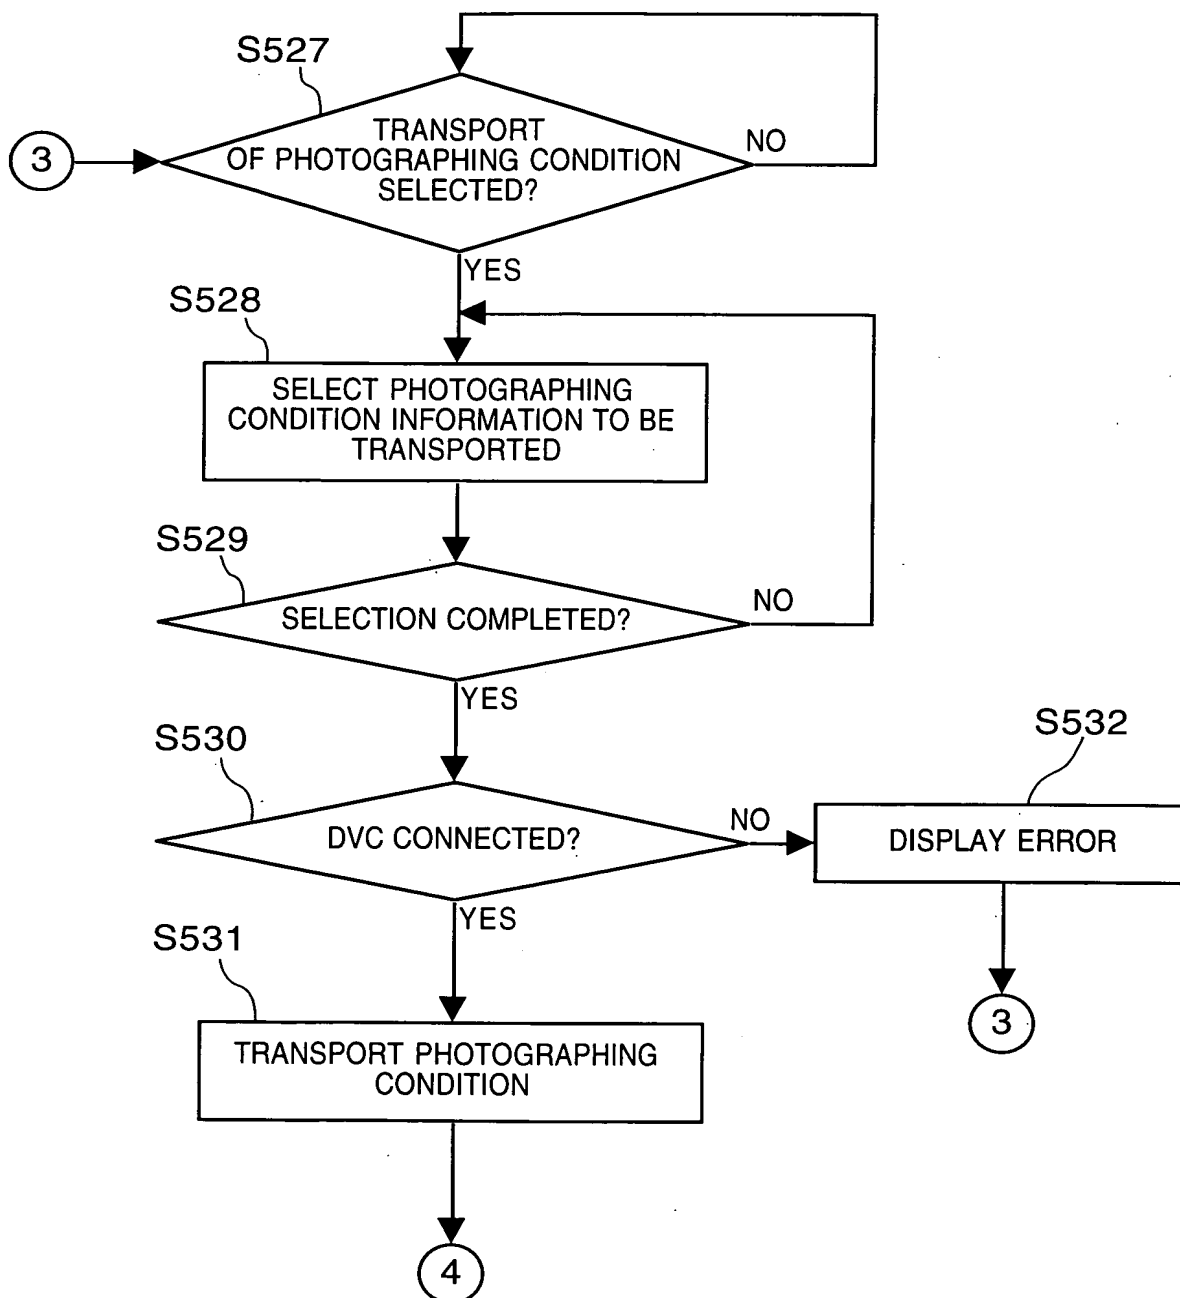 S527
TRANSPORT
OF PHOTOGRAPHING CONDITION
SELECTED?
NO
3
YES
S528
SELECT PHOTOGRAPHING
CONDITION INFORMATION TO BE
TRANSPORTED
S529
SELECTION COMPLETED?
NO
YES
S530
DVC CONNECTED?
NO
S532
DISPLAY ERROR
3
YES
S531
TRANSPORT PHOTOGRAPHING
CONDITION
4